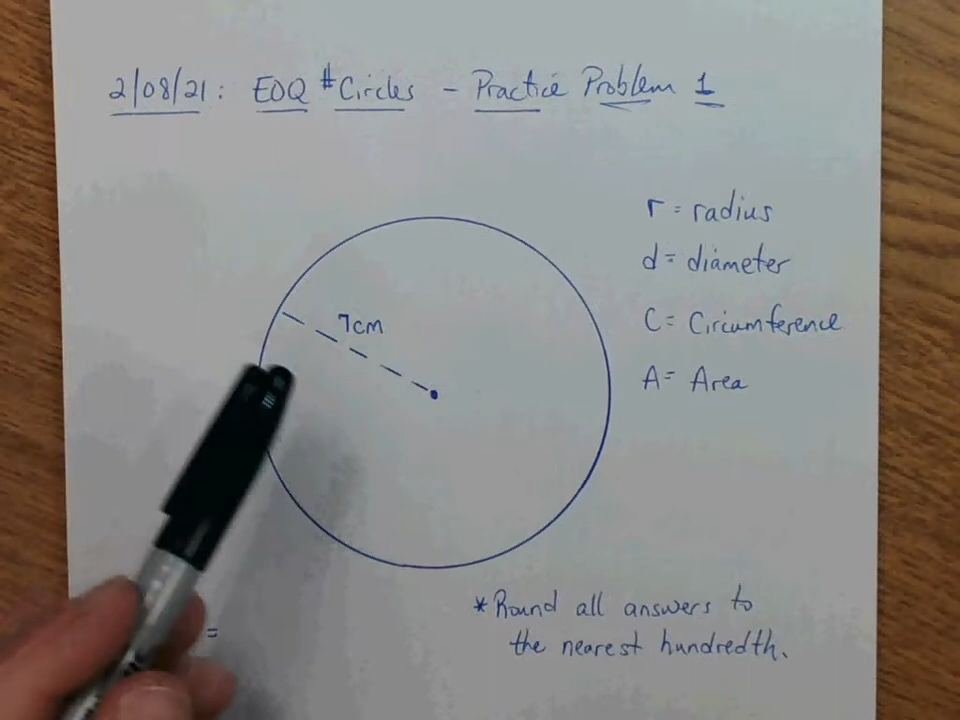 2/08/21: EOQ #Circles - Practice Problem 1
r = radius
d = diameter
C = Circumference
A = Area
7cm
*Round all answers to
the nearest hundredth.
=